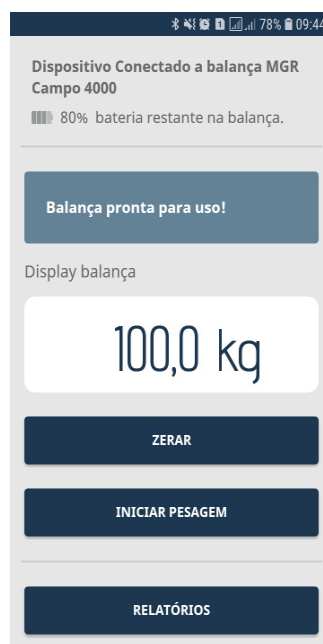 78% 09:44
Dispositivo Conectado a balança MGR
Campo 4000
80% bateria restante na balança.
Balança pronta para uso!
Display balança
100,0 kg
ZERAR
INICIAR PESAGEM
RELATÓRIOS